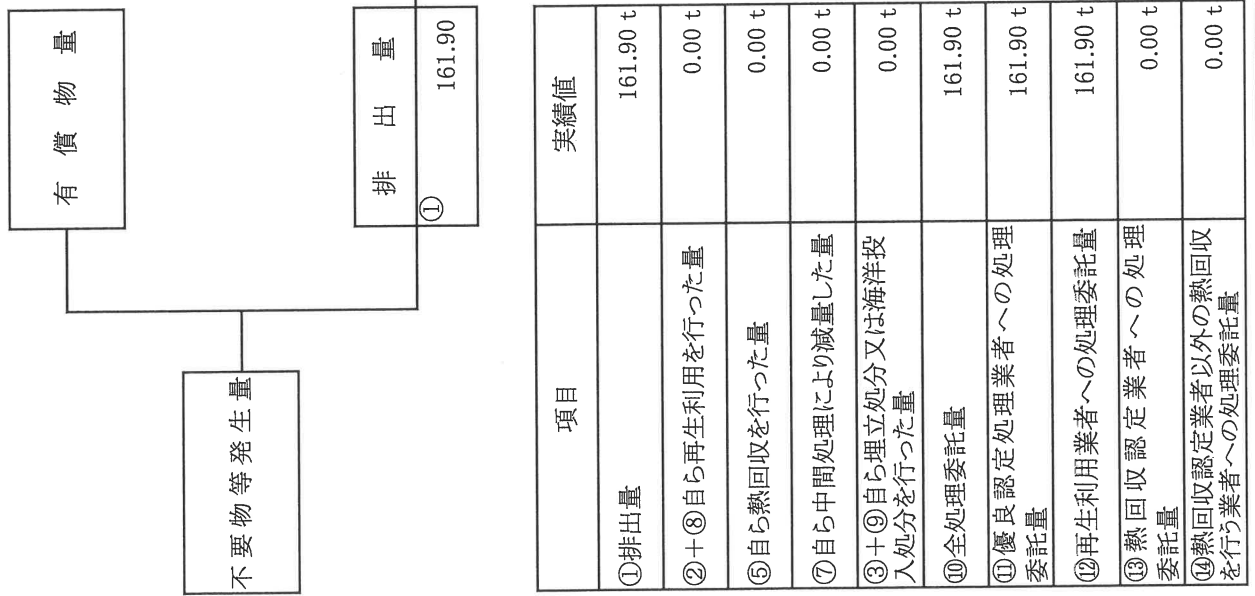 有償物量
排出量
① 161.90
不要物等発生量
項目 実績値
①排出量 161.90 t
②+⑧自ら再生利用を行った量 0.00 t
⑤自ら熱回収を行った量 0.00 t
⑦自ら中間処理により減量した量 0.00 t
③+⑨自ら埋立処分又は海洋投 0.00 t
入処分を行った量
⑩全処理委託量 161.90 t
⑪優良認定処理業者への処理 161.90 t
委託量
⑫再生利用業者への処理委託量 161.90 t
⑬熱回収認定業者への処理 0.00 t
委託量
⑭熱回収認定業者以外の熱回収 0.00 t
を行う業者への処理委託量